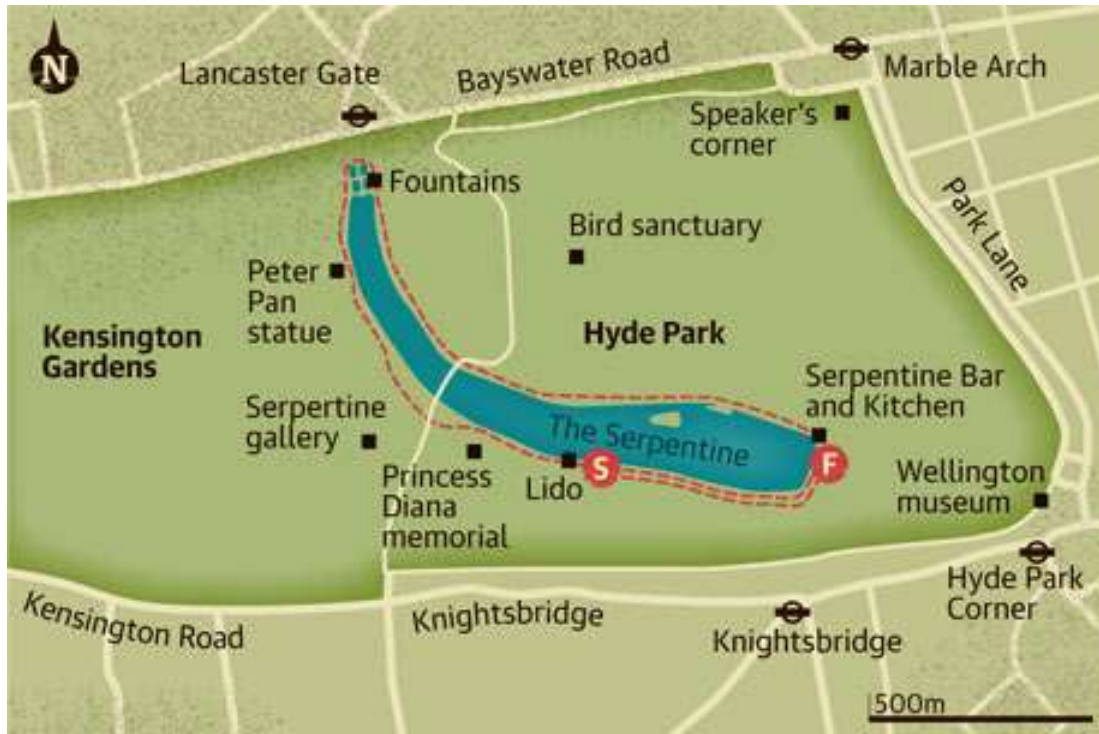 N
Lancaster Gate
Bayswater Road
Marble Arch
Speaker's
corner
Fountains
Park Lane
Bird sanctuary
Peter
Pan
statue
Kensington
Gardens
Hyde Park
Serpentine Bar
and Kitchen
Serpertine
gallery
The Serpentine
S
F
Princess
Diana
memorial
Lido
Wellington
museum
Hyde Park
Corner
Kensington Road
Knightsbridge
Knightsbridge
500m